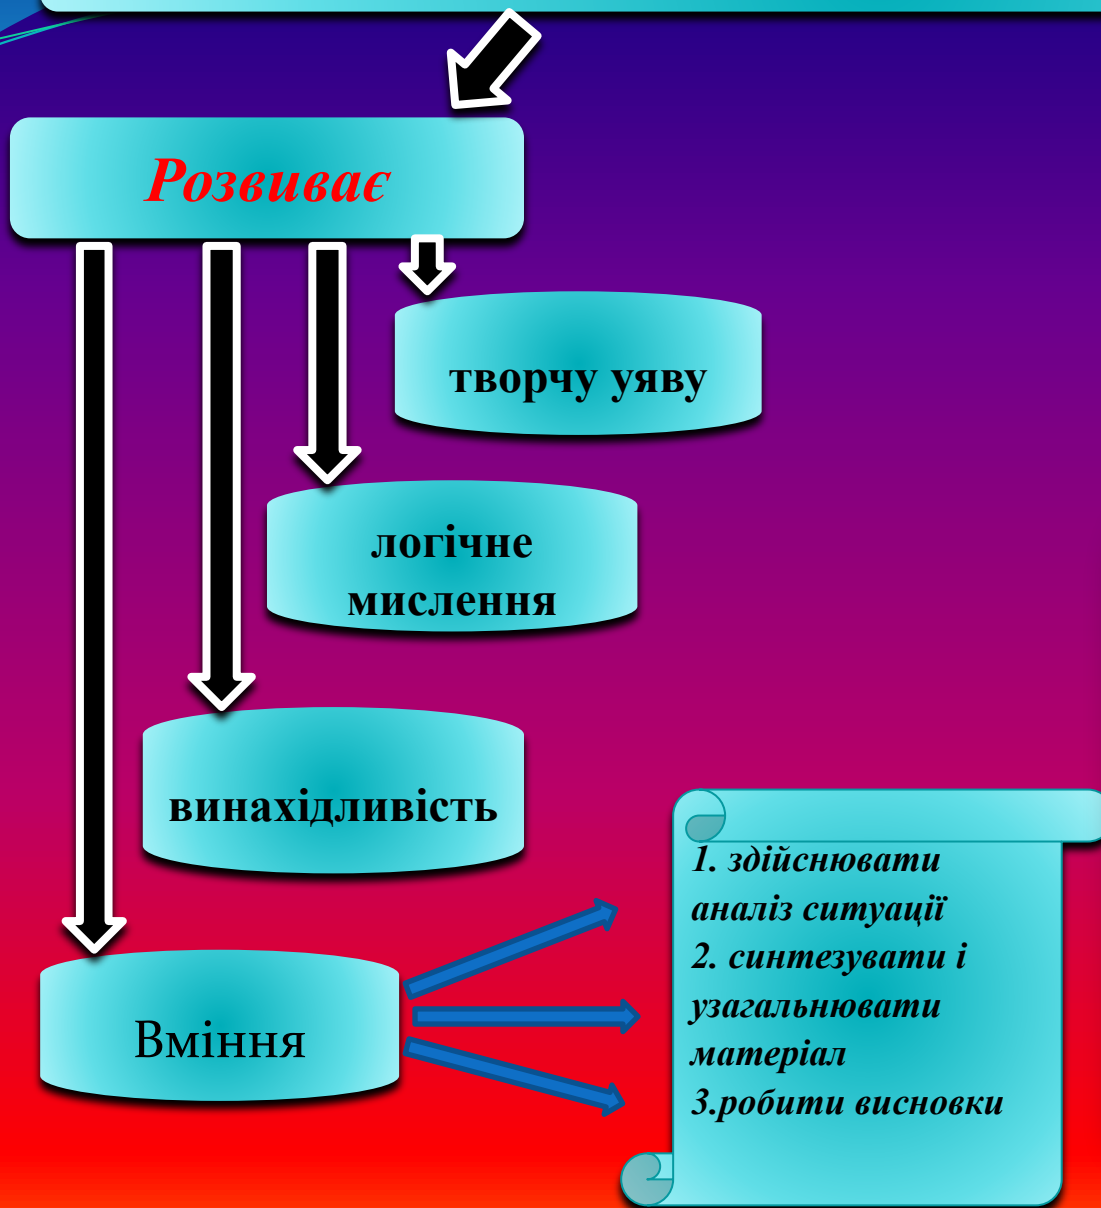 Розвиває
творчу уяву
логічне
мислення
винахідливість
Вміння
1. здійснювати
аналіз ситуації
2. синтезувати і
узагальнювати
матеріал
3.робити висновки